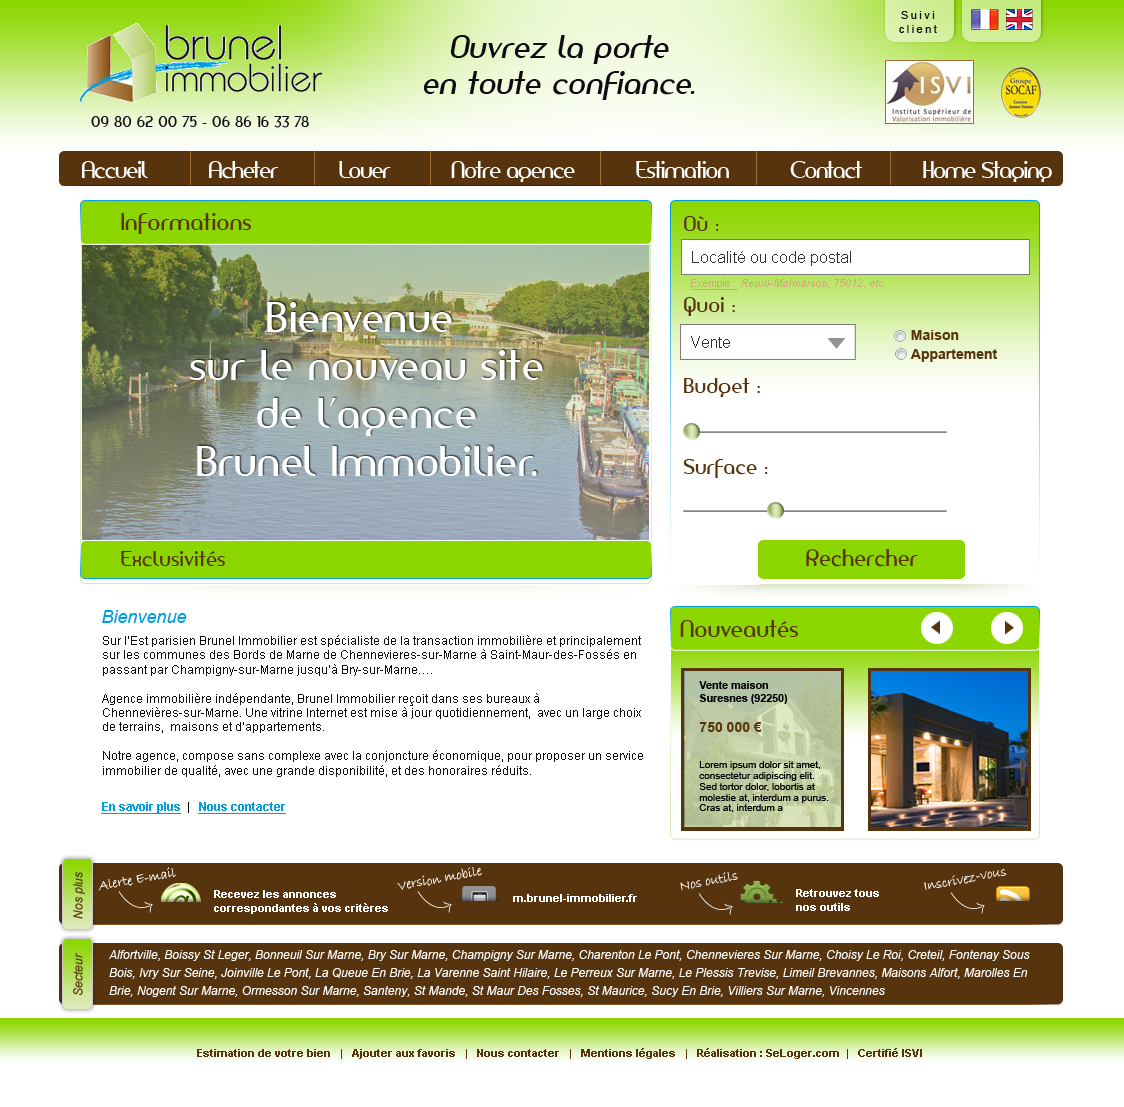 brunel
immobilier
09 80 62 00 75 - 06 86 16 33 78
Ouvrez la porte
en toute confiance.
Suivi
client
ISVI
Institut Supérieur de
Valorisation Immobilière
Groupe
SOCAF
Accueil
Acheter
Louer
Notre agence
Estimation
Contact
Home Staging
Informations
Bienvenue
sur le nouveau site
de l'agence
Brunel Immobilier.
Exclusivités
Où :
Localité ou code postal
Exemple : Reuill-Malmaison, 75012, etc.
Quoi :
Vente
Maison
Appartement
Budget :
Surface :
Rechercher
Bienvenue
Sur l'Est parisien Brunel Immobilier est spécialiste de la transaction immobilière et principalement
sur les communes des Bords de Marne de Chennevieres-sur-Marne à Saint-Maur-des-Fossés en
passant par Champigny-sur-Marne jusqu'à Bry-sur-Marne….
Agence immobilière indépendante, Brunel Immobilier reçoit dans ses bureaux à
Chennevières-sur-Marne. Une vitrine Internet est mise à jour quotidiennement,  avec un large choix
de terrains,  maisons et d'appartements.
Notre agence, compose sans complexe avec la conjoncture économique, pour proposer un service
immobilier de qualité, avec une grande disponibilité, et des honoraires réduits.
En savoir plus | Nous contacter
Nouveautés
Vente maison
Suresnes (92250)
750 000 €
Lorem ipsum dolor sit amet,
consectetur adipiscing elit.
Sed tortor dolor, lobortis at
molestie at, interdum a purus.
Cras at, interdum a
Nos plus
Alerte E-mail
Recevez les annonces
correspondantes à vos critères
Version mobile
m.brunel-immobilier.fr
Nos outils
Retrouvez tous
nos outils
Inscrivez-vous
Secteur
Alfortville, Boissy St Leger, Bonneuil Sur Marne, Bry Sur Marne, Champigny Sur Marne, Charenton Le Pont, Chennevieres Sur Marne, Choisy Le Roi, Creteil, Fontenay Sous
Bois, Ivry Sur Seine, Joinville Le Pont, La Queue En Brie, La Varenne Saint Hilaire, Le Perreux Sur Marne, Le Plessis Trevise, Limeil Brevannes, Maisons Alfort, Marolles En
Brie, Nogent Sur Marne, Ormesson Sur Marne, Santeny, St Mande, St Maur Des Fosses, St Maurice, Sucy En Brie, Villiers Sur Marne, Vincennes
Estimation de votre bien | Ajouter aux favoris | Nous contacter | Mentions légales | Réalisation : SeLoger.com | Certifié ISVI